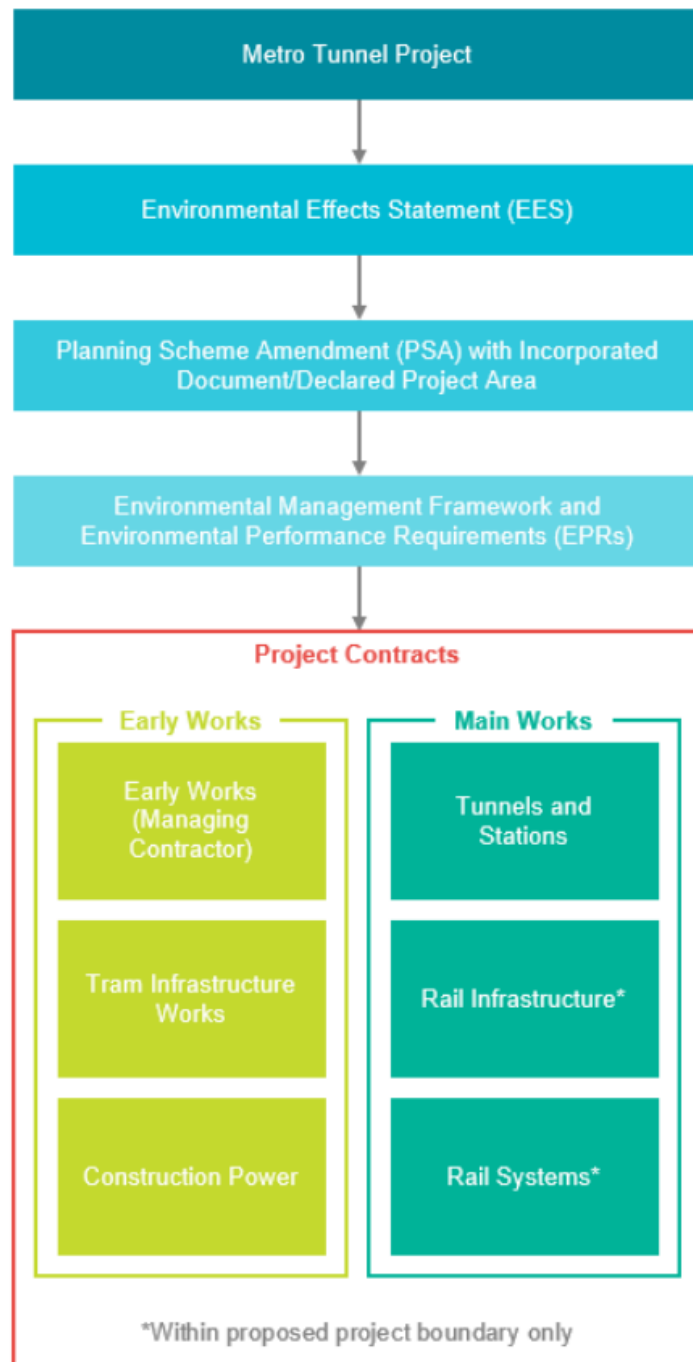 Metro Tunnel Project
Environmental Effects Statement (EES)
Planning Scheme Amendment (PSA) with Incorporated
Document/Declared Project Area
Environmental Management Framework and
Environmental Performance Requirements (EPRs)
Project Contracts
Early Works
Early Works
(Managing
Contractor)
Tram Infrastructure
Works
Construction Power
Main Works
Tunnels and
Stations
Rail Infrastructure*
Rail Systems*
*Within proposed project boundary only